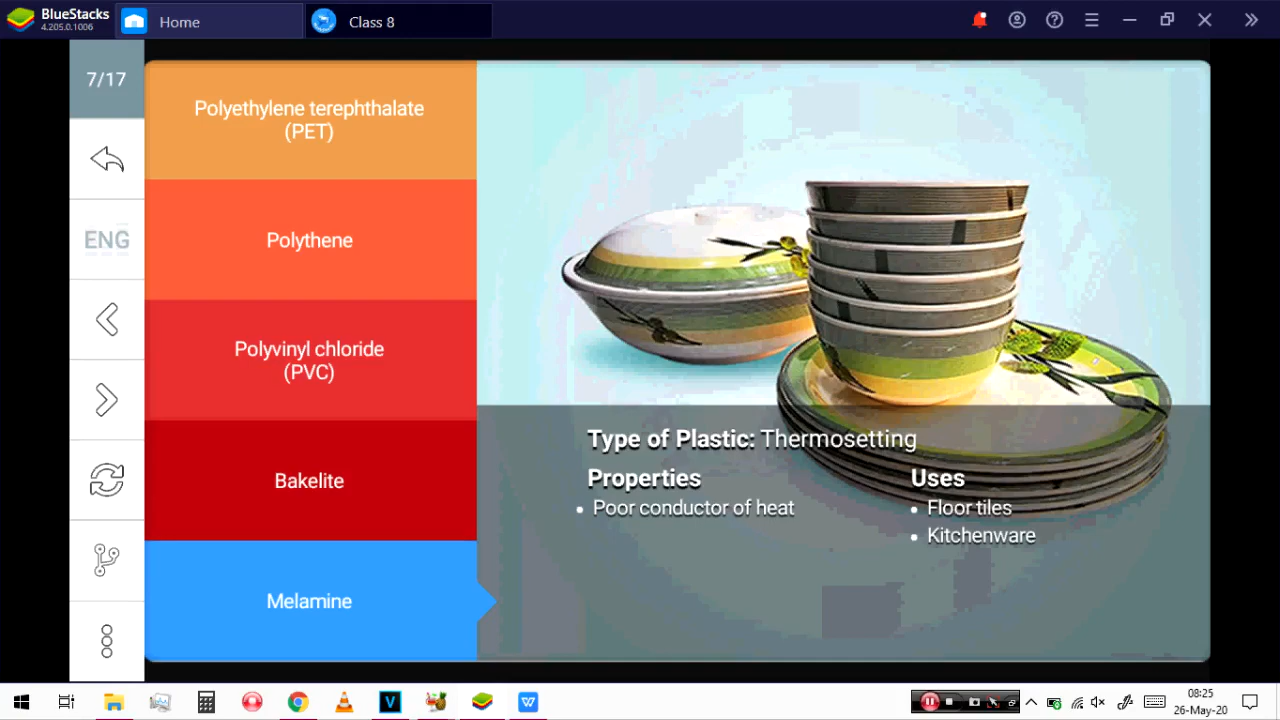 BlueStacks
4.205.0.1006
Home
Class 8
7/17
ENG
Polyethylene terephthalate
(PET)
Polythene
Polyvinyl chloride
(PVC)
Bakelite
Melamine
Type of Plastic: Thermosetting
Properties
• Poor conductor of heat
Uses
• Floor tiles
• Kitchenware
08:25
26-May-20